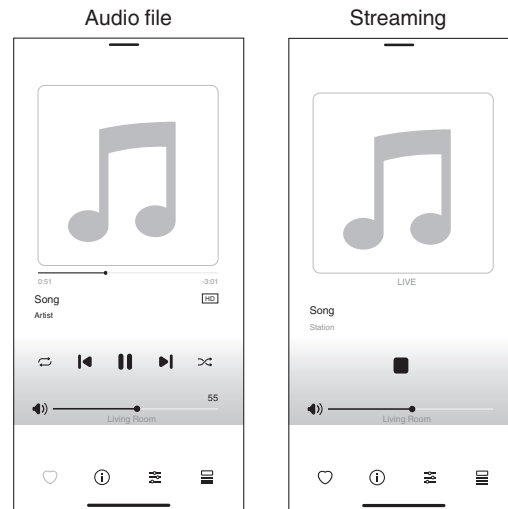 Audio file
Streaming
0:51
-3:01
Song
HD
Artist
55
Living Room
LIVE
Song
Station
Living Room